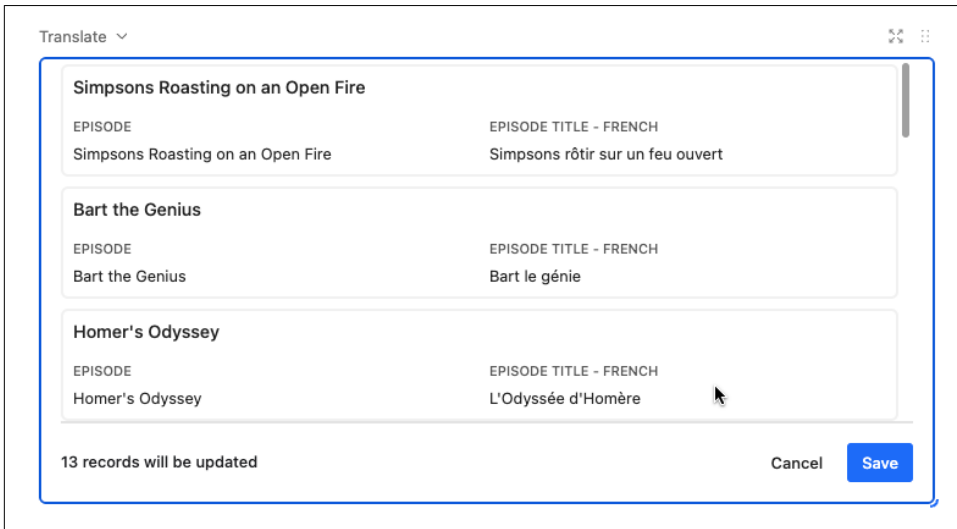 Translate
Simpsons Roasting on an Open Fire
EPISODE
EPISODE TITLE - FRENCH
Simpsons Roasting on an Open Fire
Simpsons rôtir sur un feu ouvert
Bart the Genius
EPISODE
EPISODE TITLE - FRENCH
Bart the Genius
Bart le génie
Homer's Odyssey
EPISODE
EPISODE TITLE - FRENCH
Homer's Odyssey
L'Odyssée d'Homère
13 records will be updated
Cancel
Save